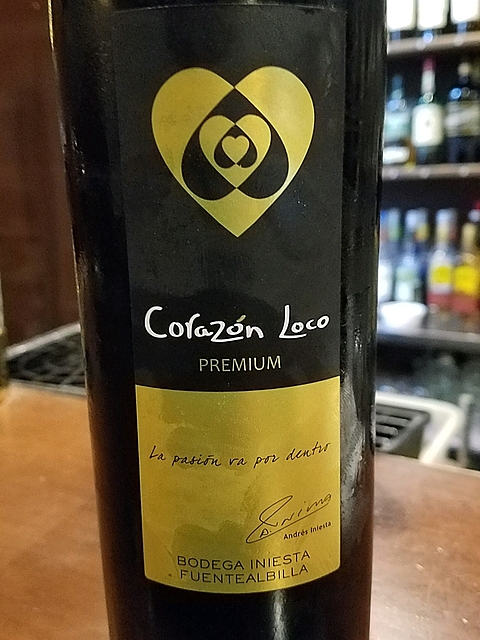 Corazón Loco
PREMIUM
La pasión va por dentro
Andrés Iniesta
BODEGA INIESTA
FUENTEALBILLA